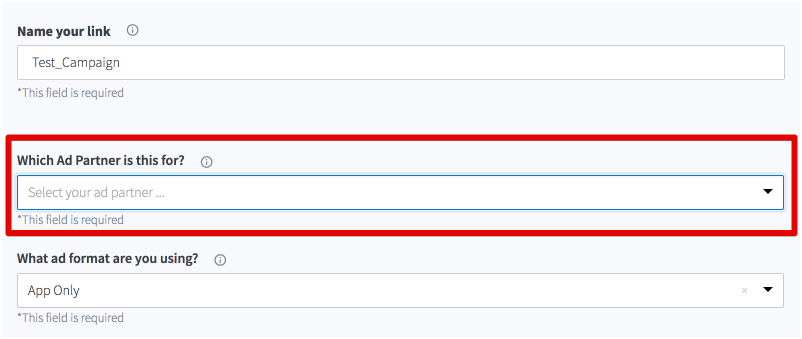 Name your link
Test_Campaign
*This field is required
Which Ad Partner is this for?
Select your ad partner ...
*This field is required
What ad format are you using?
App Only
*This field is required